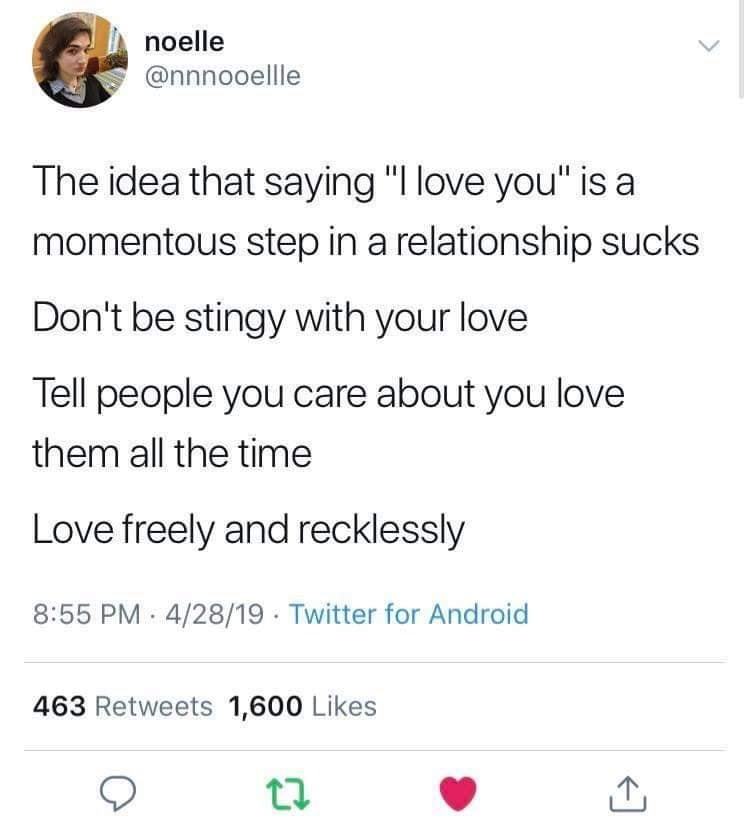 noelle
@nnnooellle
The idea that saying "I love you" is a
momentous step in a relationship sucks
Don't be stingy with your love
Tell people you care about you love
them all the time
Love freely and recklessly
8:55 PM · 4/28/19 · Twitter for Android
463 Retweets 1,600 Likes